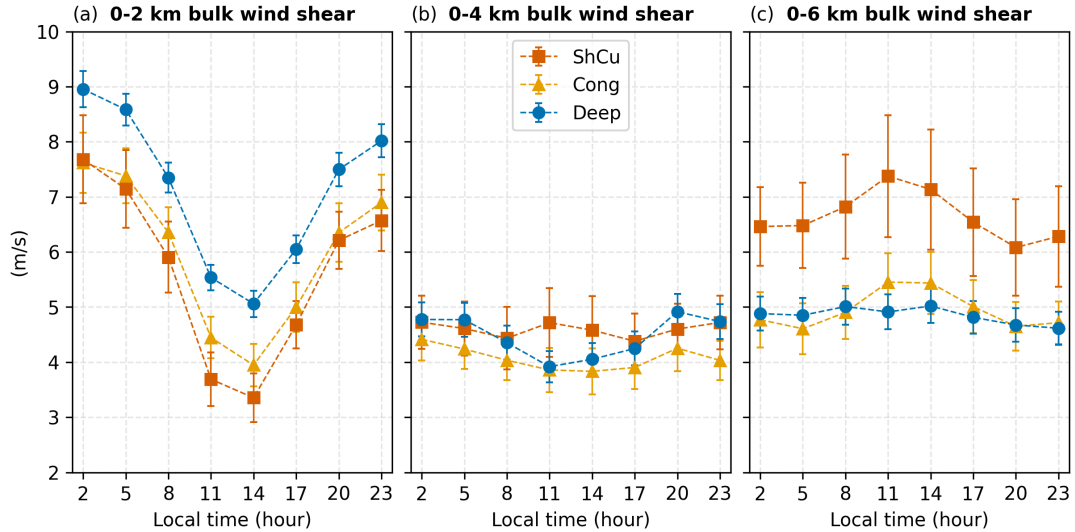 (a) 0-2 km bulk wind shear
(b) 0-4 km bulk wind shear
(c) 0-6 km bulk wind shear
10
9
8
7
6
5
4
3
2
(m/s)
ShCu
Cong
Deep
2 5 8 11 14 17 20 23
2 5 8 11 14 17 20 23
2 5 8 11 14 17 20 23
Local time (hour)
Local time (hour)
Local time (hour)